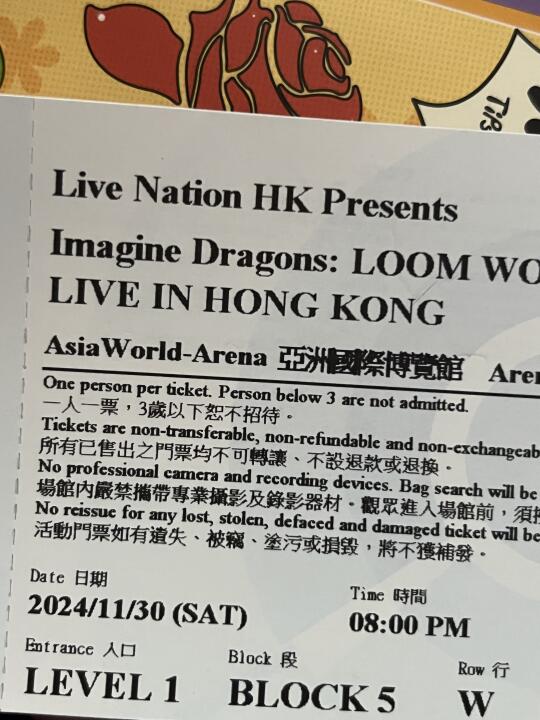 Tip
Live Nation HK Presents
Imagine Dragons: LOOM WO
LIVE IN HONG KONG
AsiaWorld-Arena 亞洲國際博覽館 Aren
One person per ticket. Person below 3 are not admitted.
一人一票，3歲以下恕不招待。
Tickets are non-transferable, non-refundable and non-exchangeab
所有已售出之門票均不可轉讓、不設退款或退換。
No professional camera and recording devices. Bag search will be
場館內嚴禁攜帶專業攝影及錄影器材。觀眾進入場館前，須
No reissue for any lost, stolen, defaced and damaged ticket will be
活動門票如有遺失、被竊、塗污或損毀，將不獲補發。
Date 日期 Time 時間
2024/11/30 (SAT) 08:00 PM
Entrance 入口 Block 段 Row 行
LEVEL 1 BLOCK 5 W